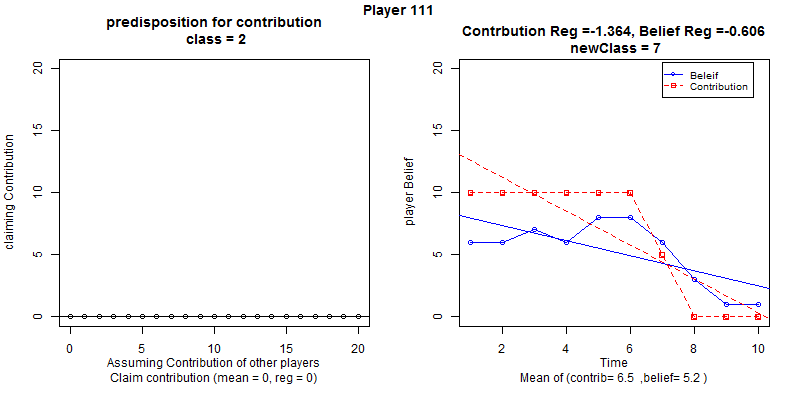 Player 111
predisposition for contribution
class = 2
claiming Contribution
20
15
10
5
0
0
5
10
15
20
Assuming Contribution of other players
Claim contribution (mean = 0, reg = 0)
Contrbution Reg =-1.364, Belief Reg =-0.606
newClass = 7
player Belief
20
15
10
5
0
Beleif
Contribution
2
4
6
8
10
Time
Mean of (contrib= 6.5 ,belief= 5.2 )